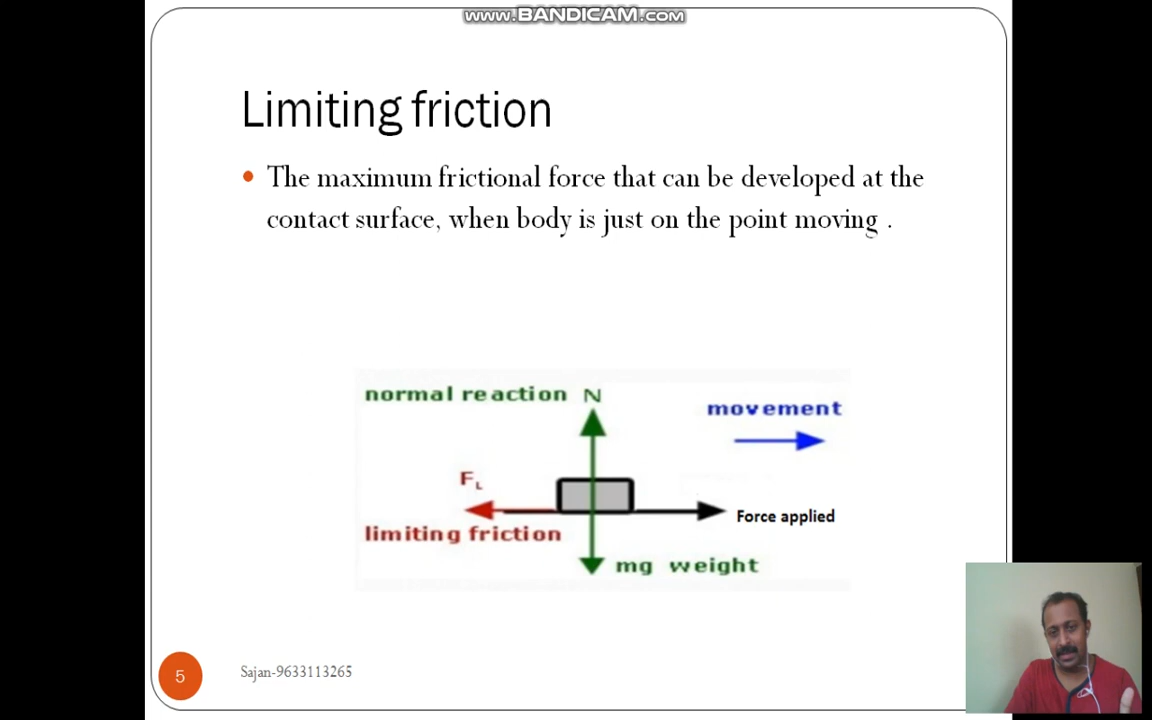 www.BANDICAM.com
Limiting friction
The maximum frictional force that can be developed at the
contact surface, when body is just on the point moving .
normal reaction N
movement
FL
Force applied
limiting friction
mg weight
5
Sajan-9633113265